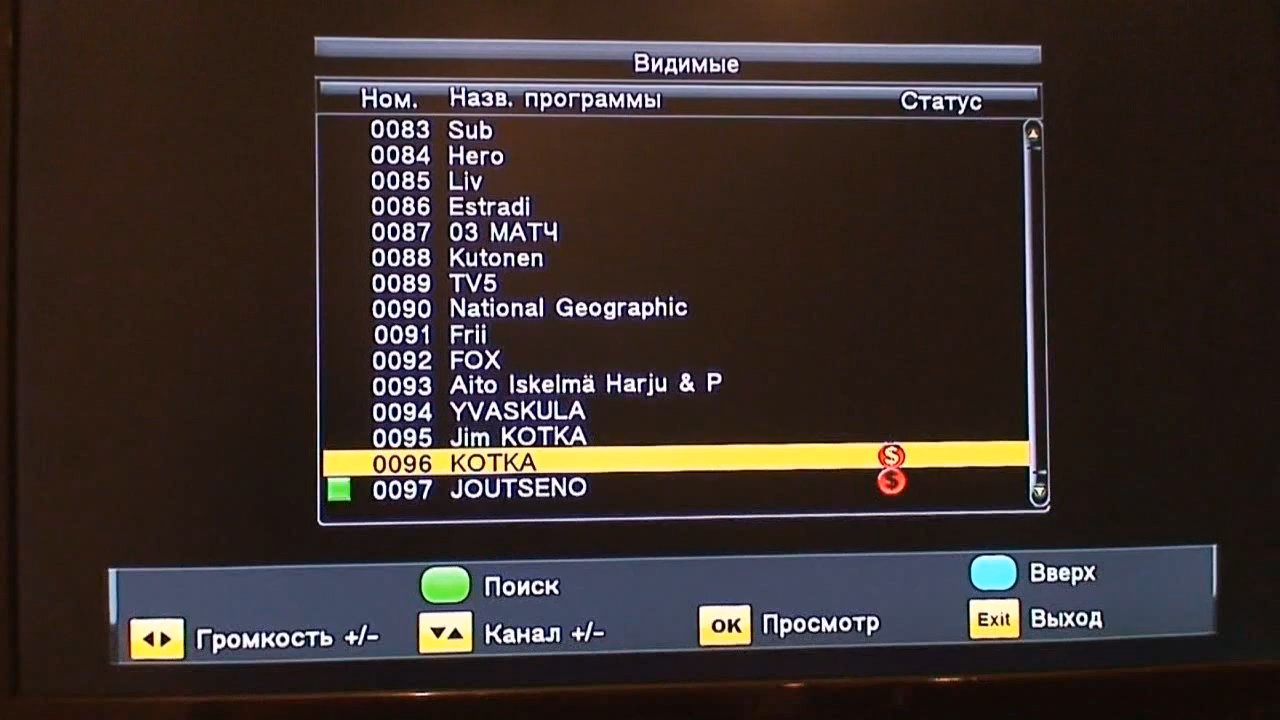 Видимые
Ном. Назв. программы Статус
0083 Sub
0084 Hero
0085 Liv
0086 Estradi
0087 03 МАТЧ
0088 Kutonen
0089 TV5
0090 National Geographic
0091 Frii
0092 FOX
0093 Aito Iskelmä Harju & P
0094 YVASKULA
0095 Jim KOTKA
0096 KOTKA $
0097 JOUTSENO $
Поиск Вверх
Громкость +/- Канал +/- OK Просмотр Exit Выход